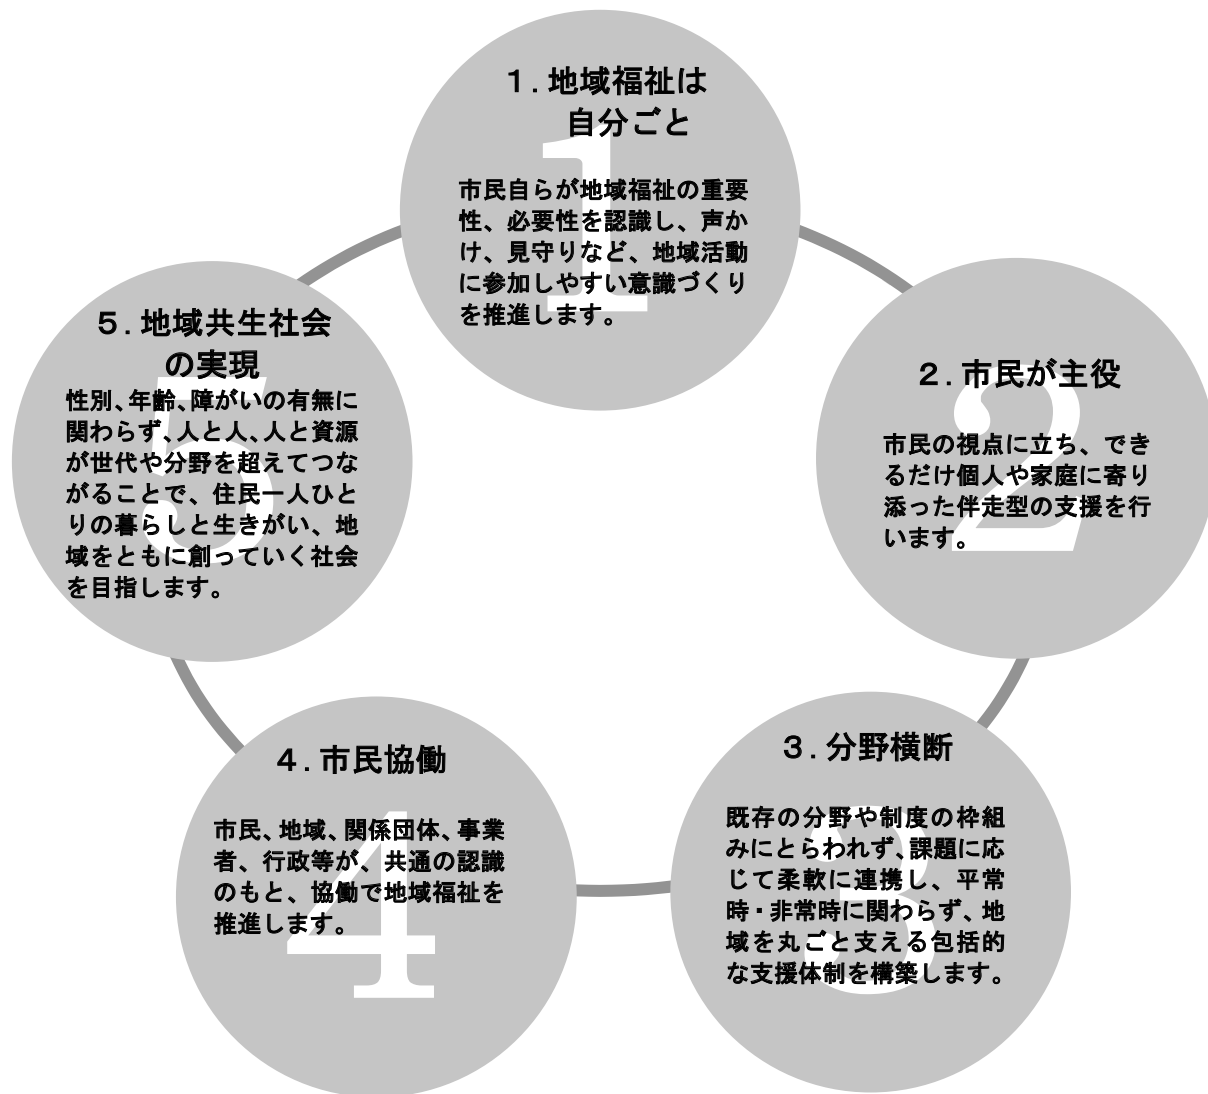 １.地域福祉は
自分ごと
1
市民自らが地域福祉の重要
性、必要性を認識し、声か
け、見守りなど、地域活動
に参加しやすい意識づくり
を推進します。
２.市民が主役
2
市民の視点に立ち、でき
るだけ個人や家庭に寄り
添った伴走型の支援を行
います。
３.分野横断
3
既存の分野や制度の枠組
みにとらわれず、課題に応
じて柔軟に連携し、平常
時・非常時に関わらず、地
域を丸ごと支える包括的
な支援体制を構築します。
４.市民協働
4
市民、地域、関係団体、事業
者、行政等が、共通の認識
のもと、協働で地域福祉を
推進します。
５.地域共生社会
の実現
5
性別、年齢、障がいの有無に
関わらず、人と人、人と資源
が世代や分野を超えてつな
がることで、住民一人ひと
りの暮らしと生きがい、地
域をともに創っていく社会
を目指します。